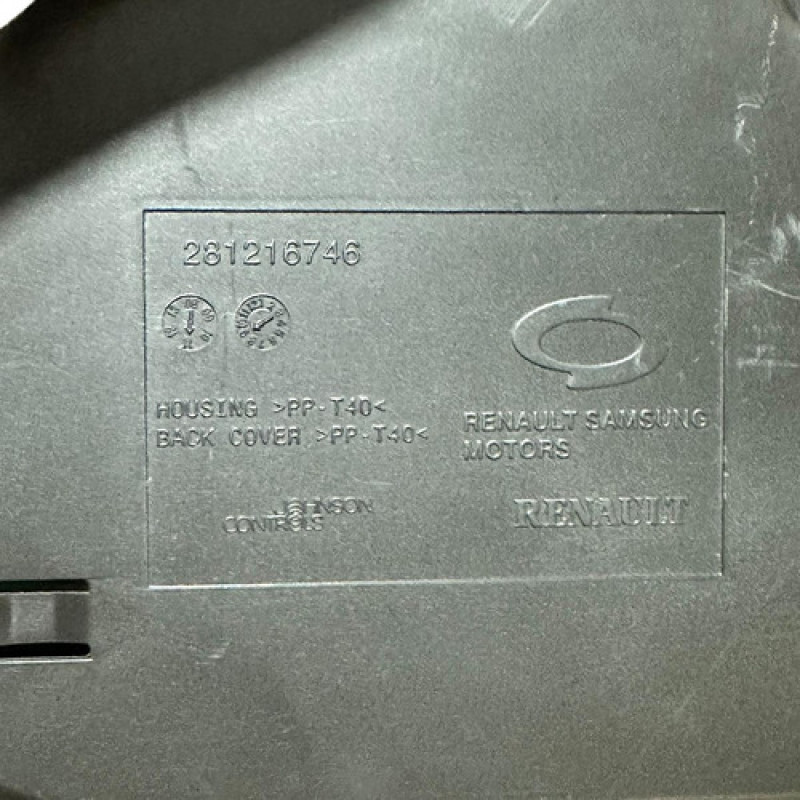 281216746
HOUSING >PP-T40<
BACK COVER >PP-T40<
RENAULT SAMSUNG
MOTORS
JOHNSON
CONTROLS
RENAULT